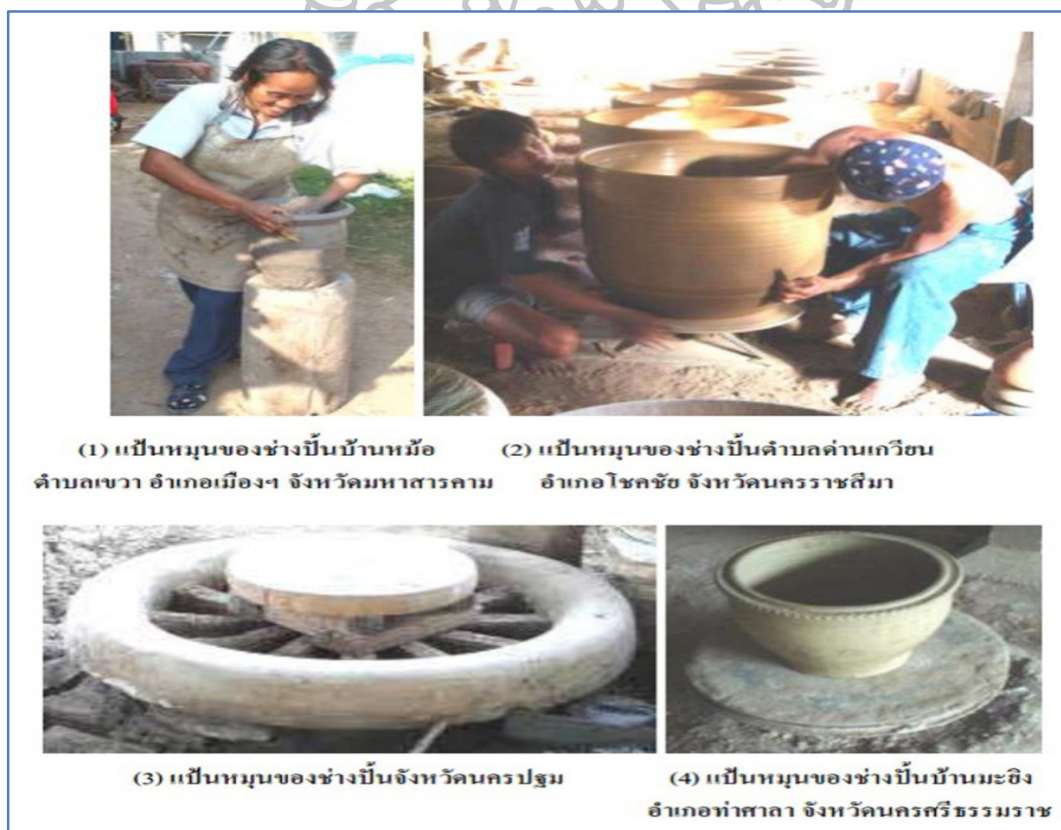 (1) แป้นหมุนของช่างปั้นบ้านหม้อ
ตำบลเขวา อำเภอเมืองฯ จังหวัดมหาสารคาม
(2) แป้นหมุนของช่างปั้นตำบลด่านเกวียน
อำเภอโชคชัย จังหวัดนครราชสีมา
(3) แป้นหมุนของช่างปั้นจังหวัดนครปฐม
(4) แป้นหมุนของช่างปั้นบ้านมะยิง
อำเภอท่าศาลา จังหวัดนครศรีธรรมราช